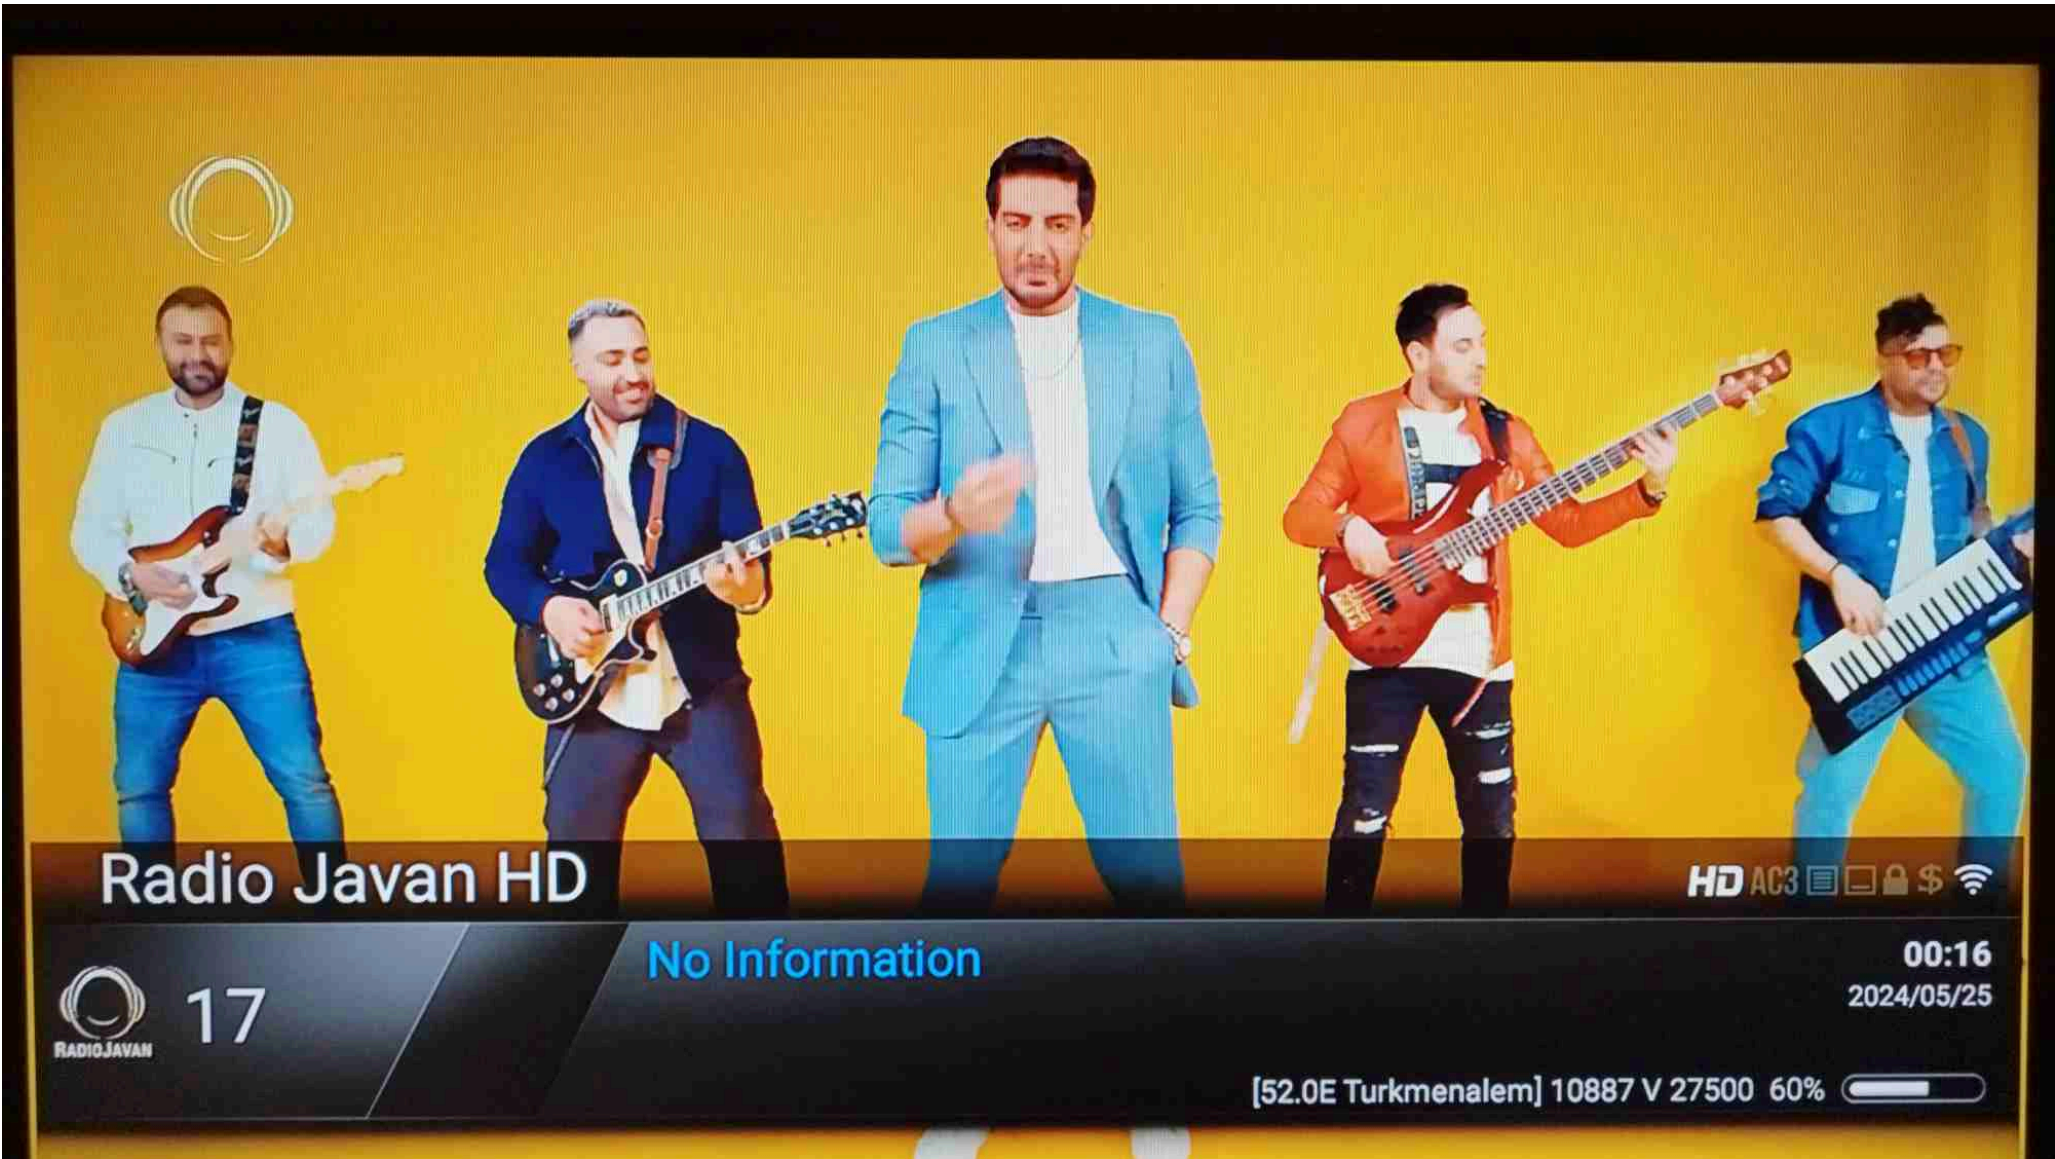 Radio Javan HD
HD AC3 $
No Information
00:16
2024/05/25
RADIOJAVAN
17
[52.0E Turkmenalem] 10887 V 27500 60%